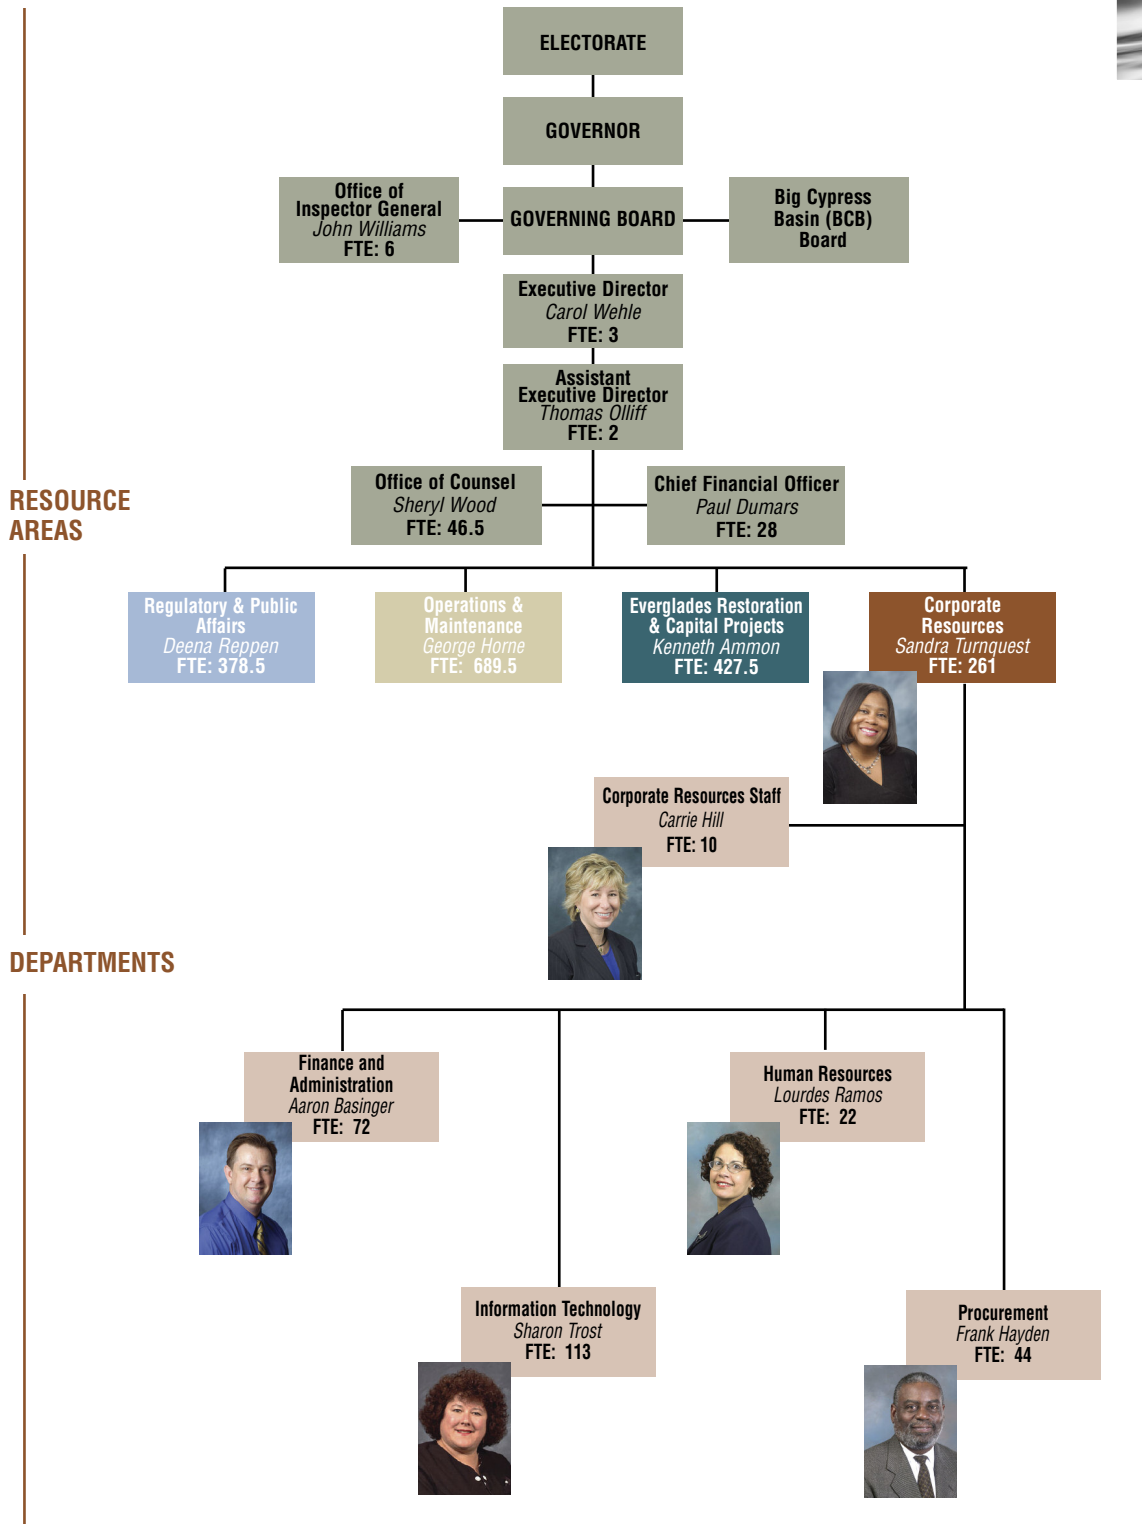 ELECTORATE
GOVERNOR
Office of
Inspector General
John Williams
FTE: 6
GOVERNING BOARD
Big Cypress
Basin (BCB)
Board
Executive Director
Carol Wehle
FTE: 3
Assistant
Executive Director
Thomas Olliff
FTE: 2
RESOURCE
AREAS
Office of Counsel
Sheryl Wood
FTE: 46.5
Chief Financial Officer
Paul Dumars
FTE: 28
Regulatory & Public
Affairs
Deena Reppen
FTE: 378.5
Operations &
Maintenance
George Horne
FTE: 689.5
Everglades Restoration
& Capital Projects
Kenneth Ammon
FTE: 427.5
Corporate
Resources
Sandra Turnquest
FTE: 261
Corporate Resources Staff
Carrie Hill
FTE: 10
DEPARTMENTS
Finance and
Administration
Aaron Basinger
FTE: 72
Human Resources
Lourdes Ramos
FTE: 22
Information Technology
Sharon Trost
FTE: 113
Procurement
Frank Hayden
FTE: 44